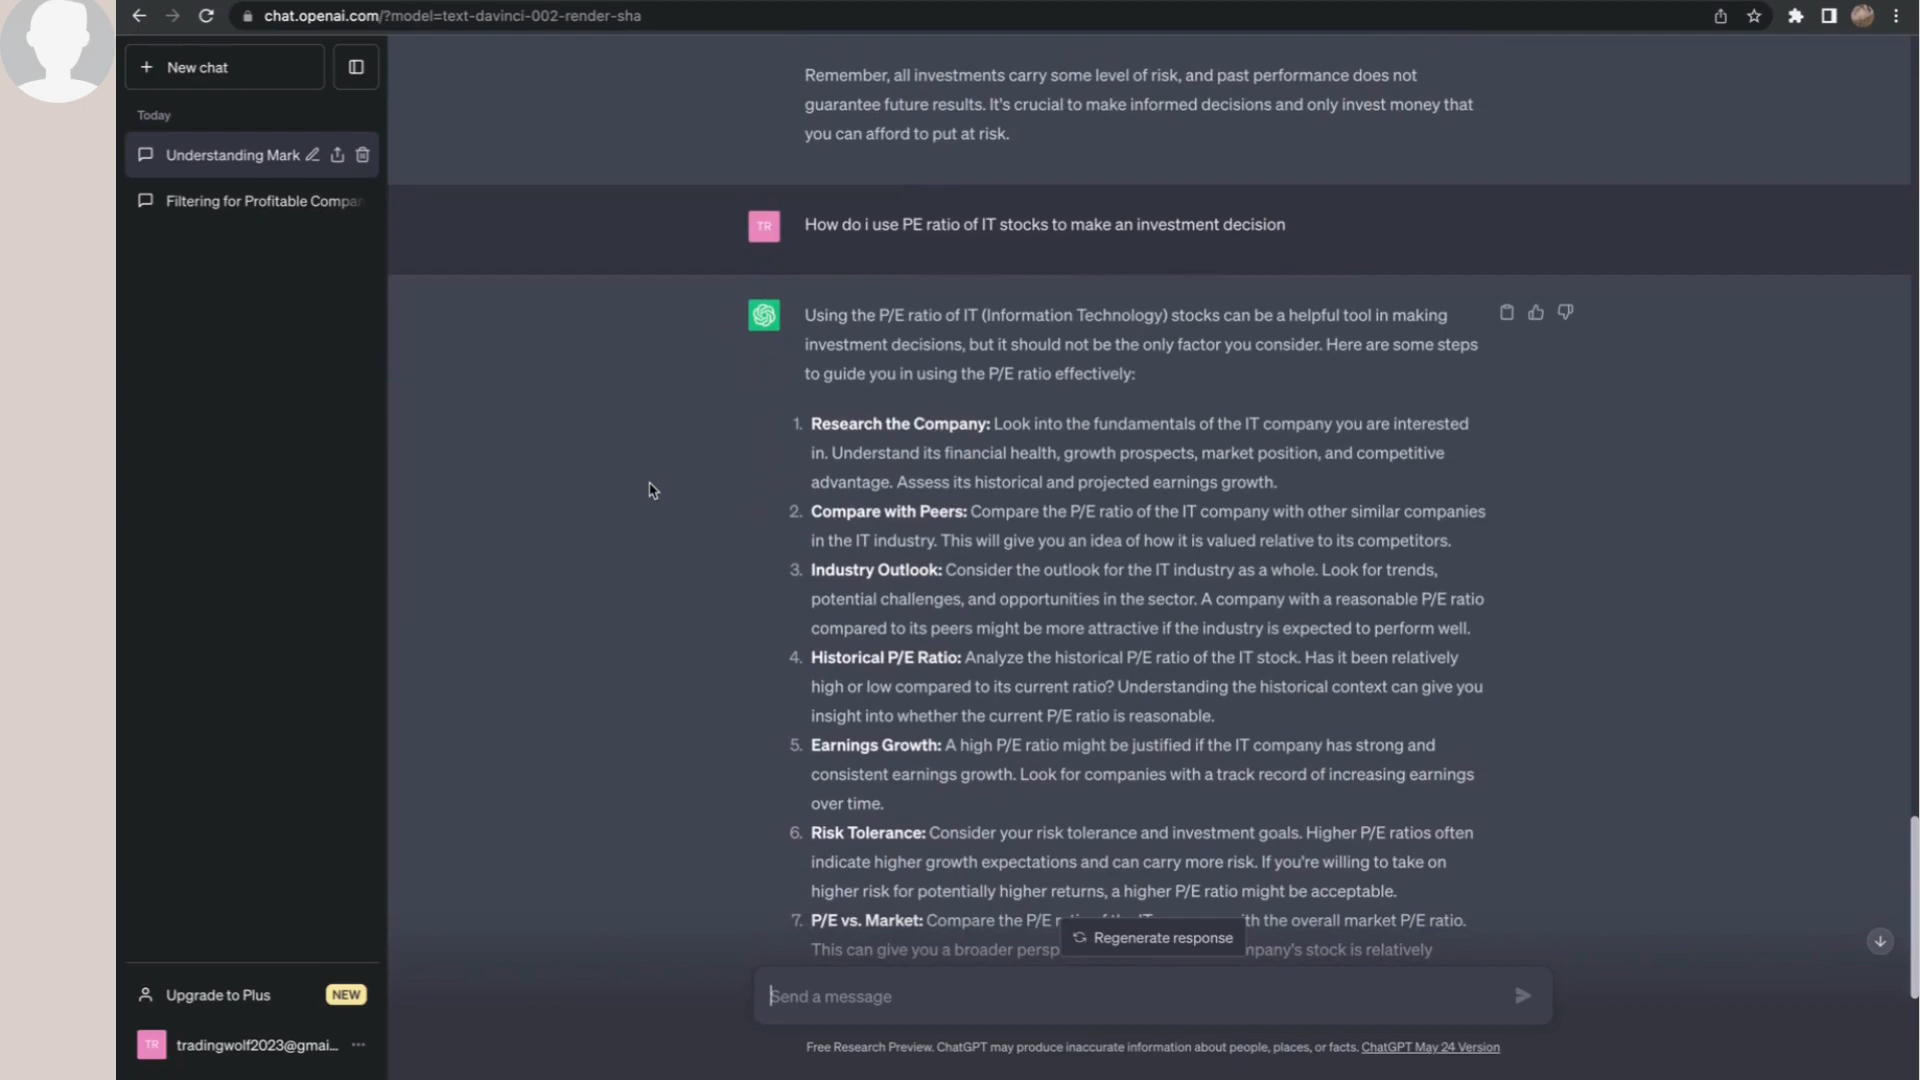 chat.openai.com/?model=text-davinci-002-render-sha
New chat
Today
Understanding Mark
Filtering for Profitable Compar
Remember, all investments carry some level of risk, and past performance does not
guarantee future results. It's crucial to make informed decisions and only invest money that
you can afford to put at risk.
TR
How do i use PE ratio of IT stocks to make an investment decision
Using the P/E ratio of IT (Information Technology) stocks can be a helpful tool in making
investment decisions, but it should not be the only factor you consider. Here are some steps
to guide you in using the P/E ratio effectively:
1. Research the Company: Look into the fundamentals of the IT company you are interested
in. Understand its financial health, growth prospects, market position, and competitive
advantage. Assess its historical and projected earnings growth.
2. Compare with Peers: Compare the P/E ratio of the IT company with other similar companies
in the IT industry. This will give you an idea of how it is valued relative to its competitors.
3. Industry Outlook: Consider the outlook for the IT industry as a whole. Look for trends,
potential challenges, and opportunities in the sector. A company with a reasonable P/E ratio
compared to its peers might be more attractive if the industry is expected to perform well.
4. Historical P/E Ratio: Analyze the historical P/E ratio of the IT stock. Has it been relatively
high or low compared to its current ratio? Understanding the historical context can give you
insight into whether the current P/E ratio is reasonable.
5. Earnings Growth: A high P/E ratio might be justified if the IT company has strong and
consistent earnings growth. Look for companies with a track record of increasing earnings
over time.
6. Risk Tolerance: Consider your risk tolerance and investment goals. Higher P/E ratios often
indicate higher growth expectations and can carry more risk. If you're willing to take on
higher risk for potentially higher returns, a higher P/E ratio might be acceptable.
7. P/E vs. Market: Compare the P/E the overall market P/E ratio.
Regenerate response
This can give you a broader stock is relatively
Send a message
Upgrade to Plus NEW
TR tradingwolf2023@gmai...
Free Research Preview. ChatGPT may produce inaccurate information about people, places, or facts. ChatGPT May 24 Version